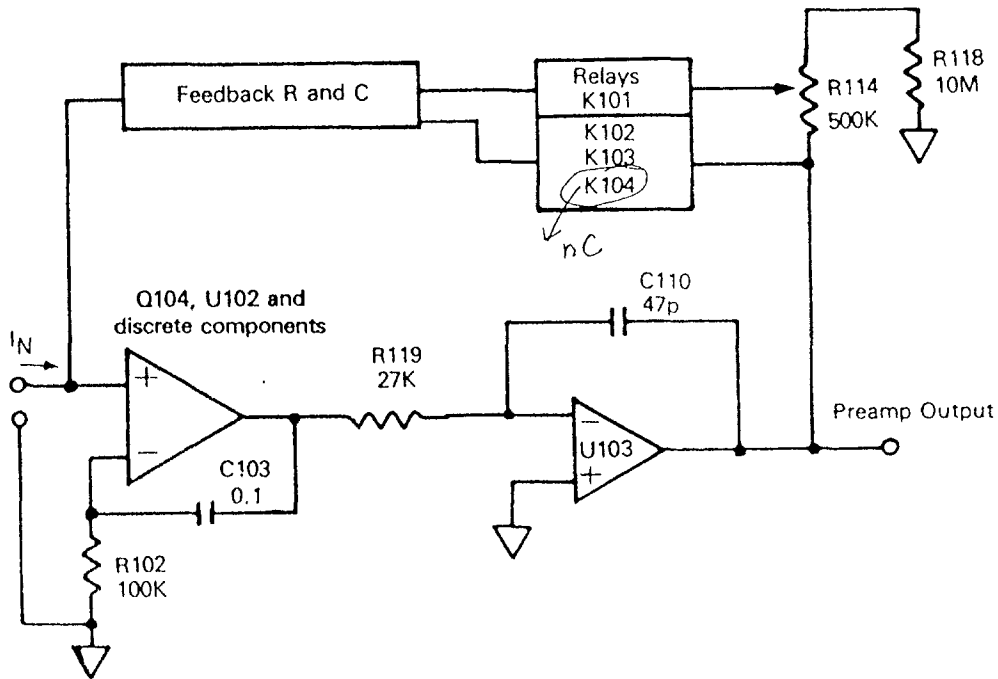 Feedback R and C
Relays
K101
K102
K103
K104
nC
R114
500K
R118
10M
Q104, U102 and
discrete components
IN
+
−
R119
27K
C110
47p
C103
0.1
R102
100K
−
U103
+
Preamp Output